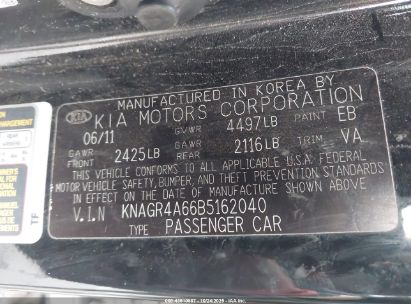 MANUFACTURED IN KOREA BY
KIA KIA MOTORS CORPORATION
06/11 GVWR 4497LB PAINT EB
GAWR FRONT 2425LB GAWR REAR 2116LB TRIM VA
THIS VEHICLE CONFORMS TO ALL APPLICABLE U.S.A. FEDERAL
MOTOR VEHICLE SAFETY, BUMPER, AND THEFT PREVENTION STANDARDS
IN EFFECT ON THE DATE OF MANUFACTURE SHOWN ABOVE.
V.I.N KNAGR4A66B5162040
TYPE PASSENGER CAR